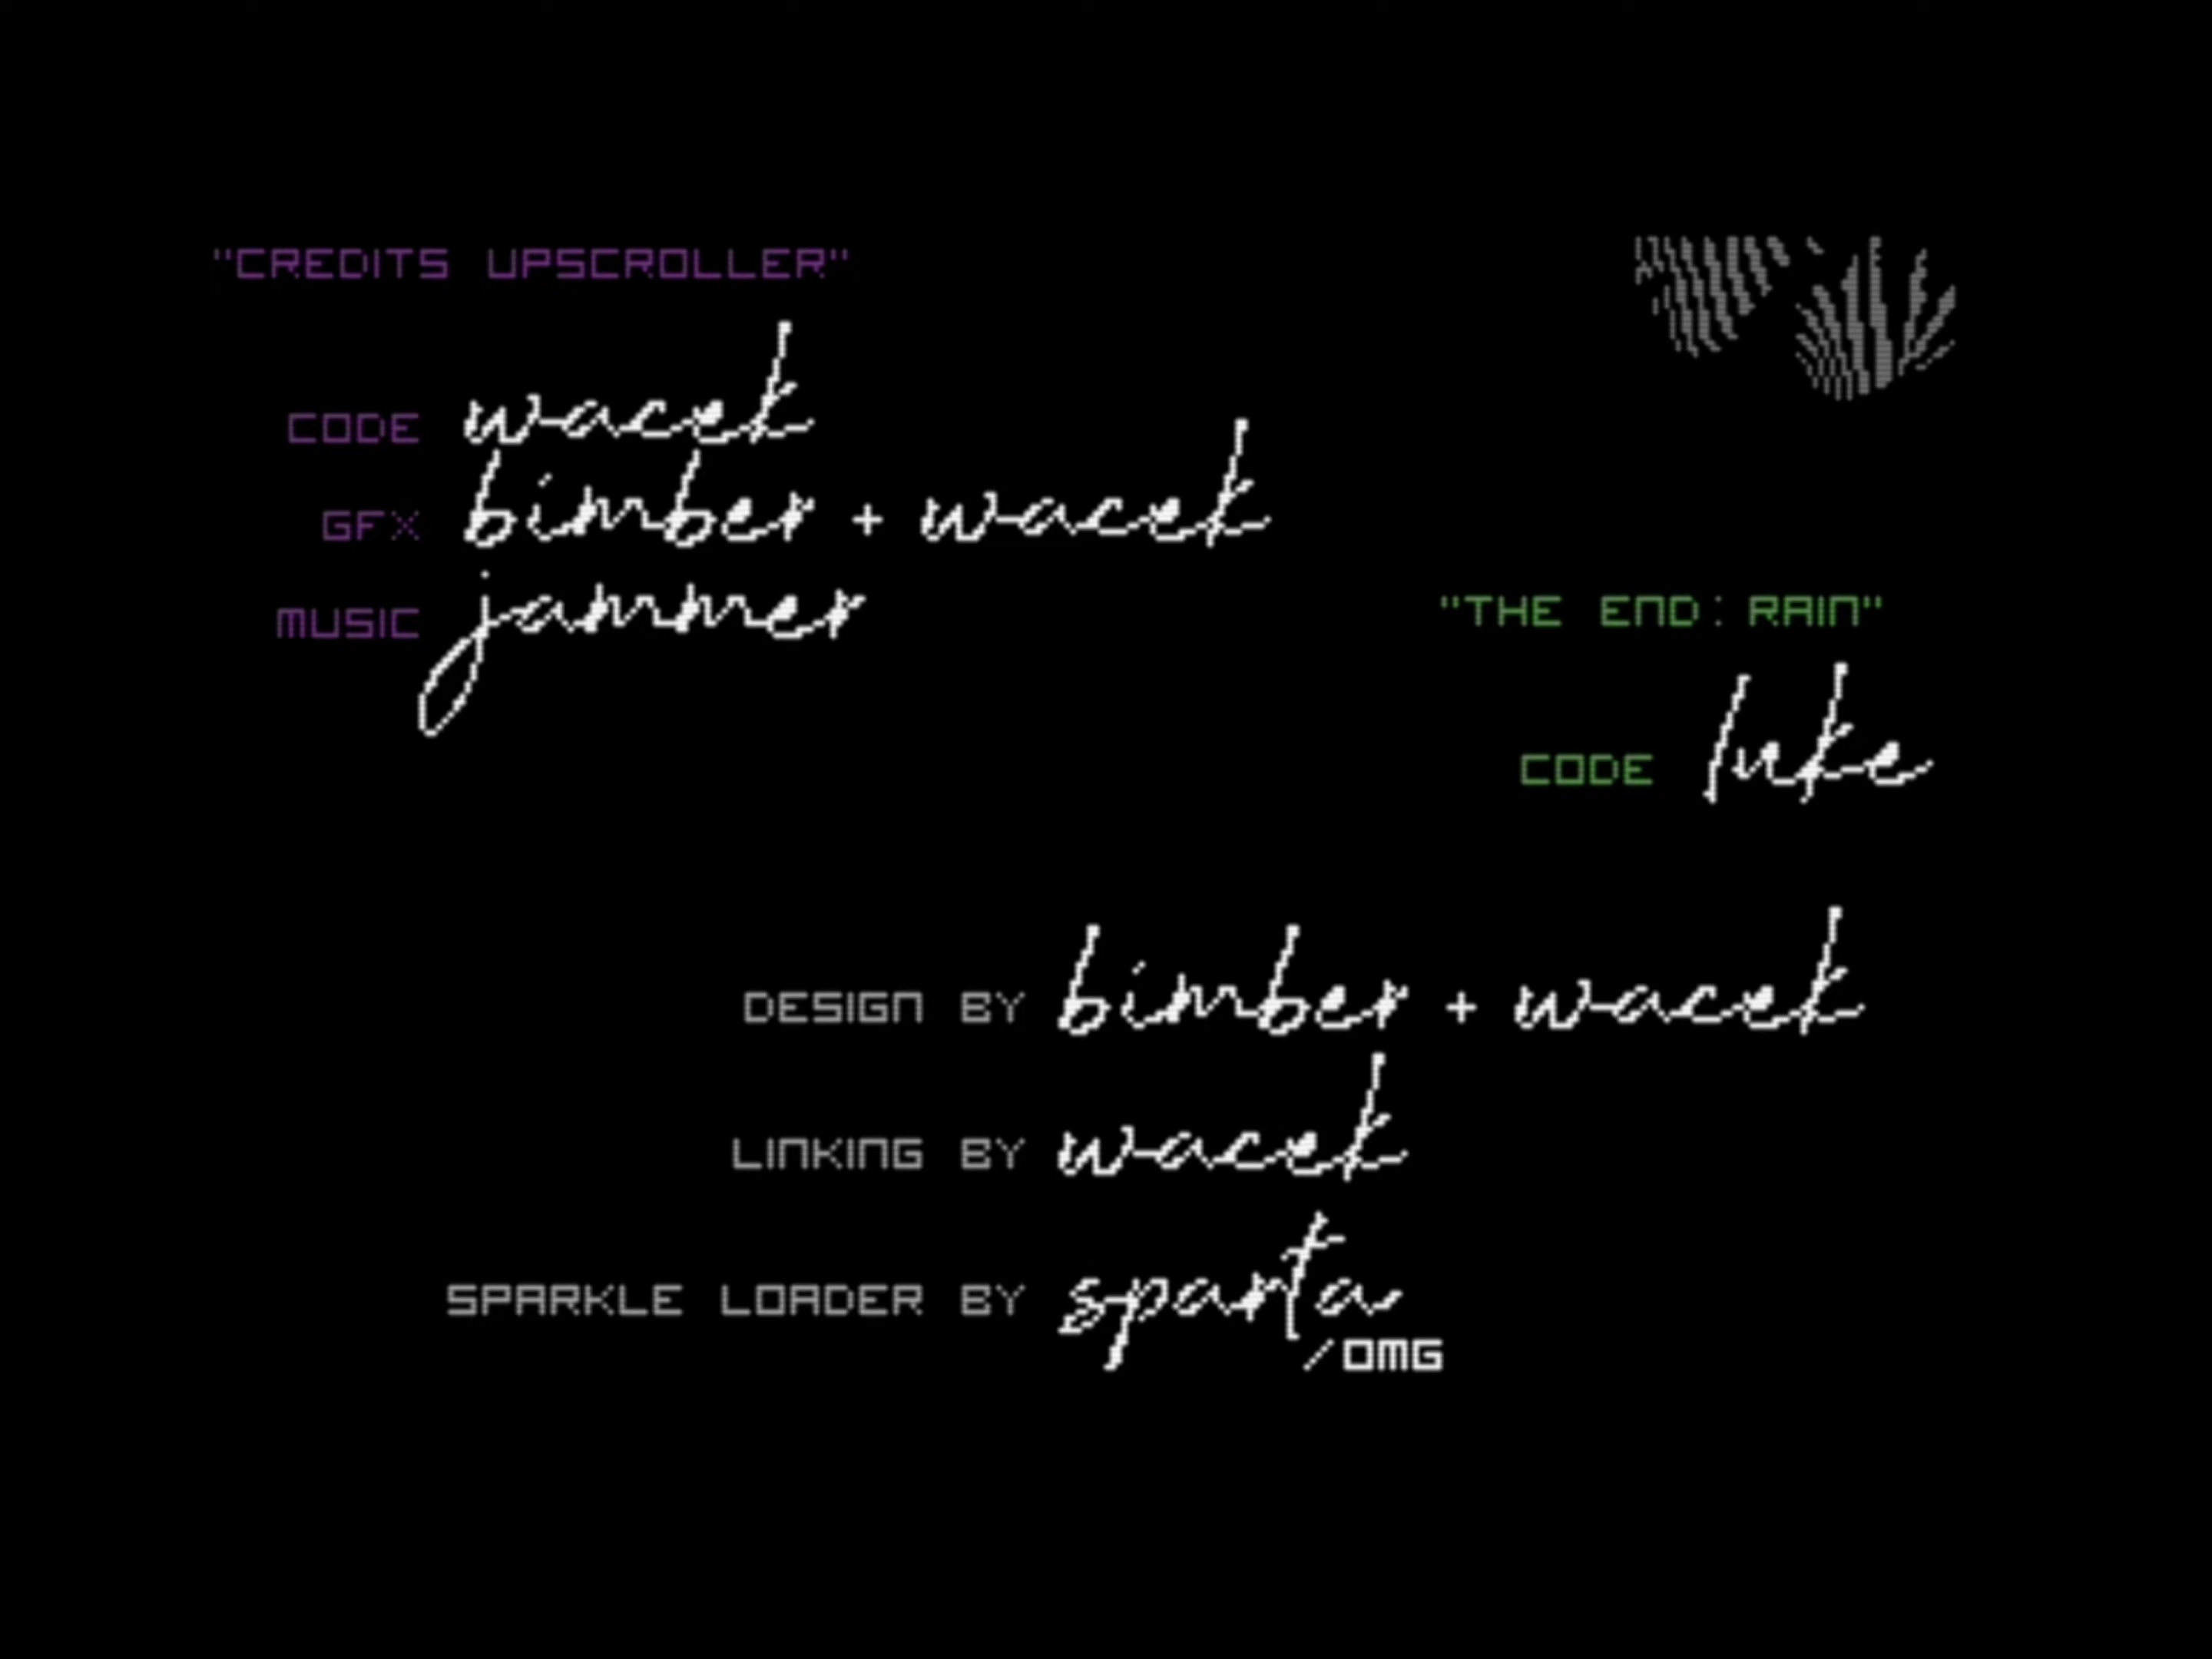 "CREDITS UPSCROLLER"
CODE wacek
GFX bimber + wacek
MUSIC jammer
"THE END: RAIN"
CODE luke
DESIGN BY bimber + wacek
LINKING BY wacek
SPARKLE LOADER BY sparta
/OMG